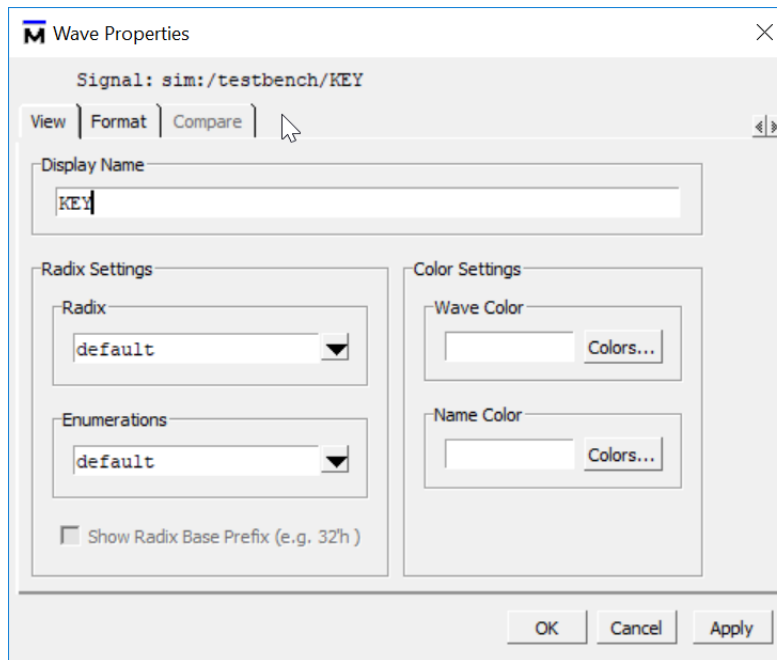 M Wave Properties
Signal: sim:/testbench/KEY
View Format Compare
Display Name
KEY
Radix Settings
Radix
default
Enumerations
default
Show Radix Base Prefix (e.g. 32'h )
Color Settings
Wave Color
Colors...
Name Color
Colors...
OK Cancel Apply